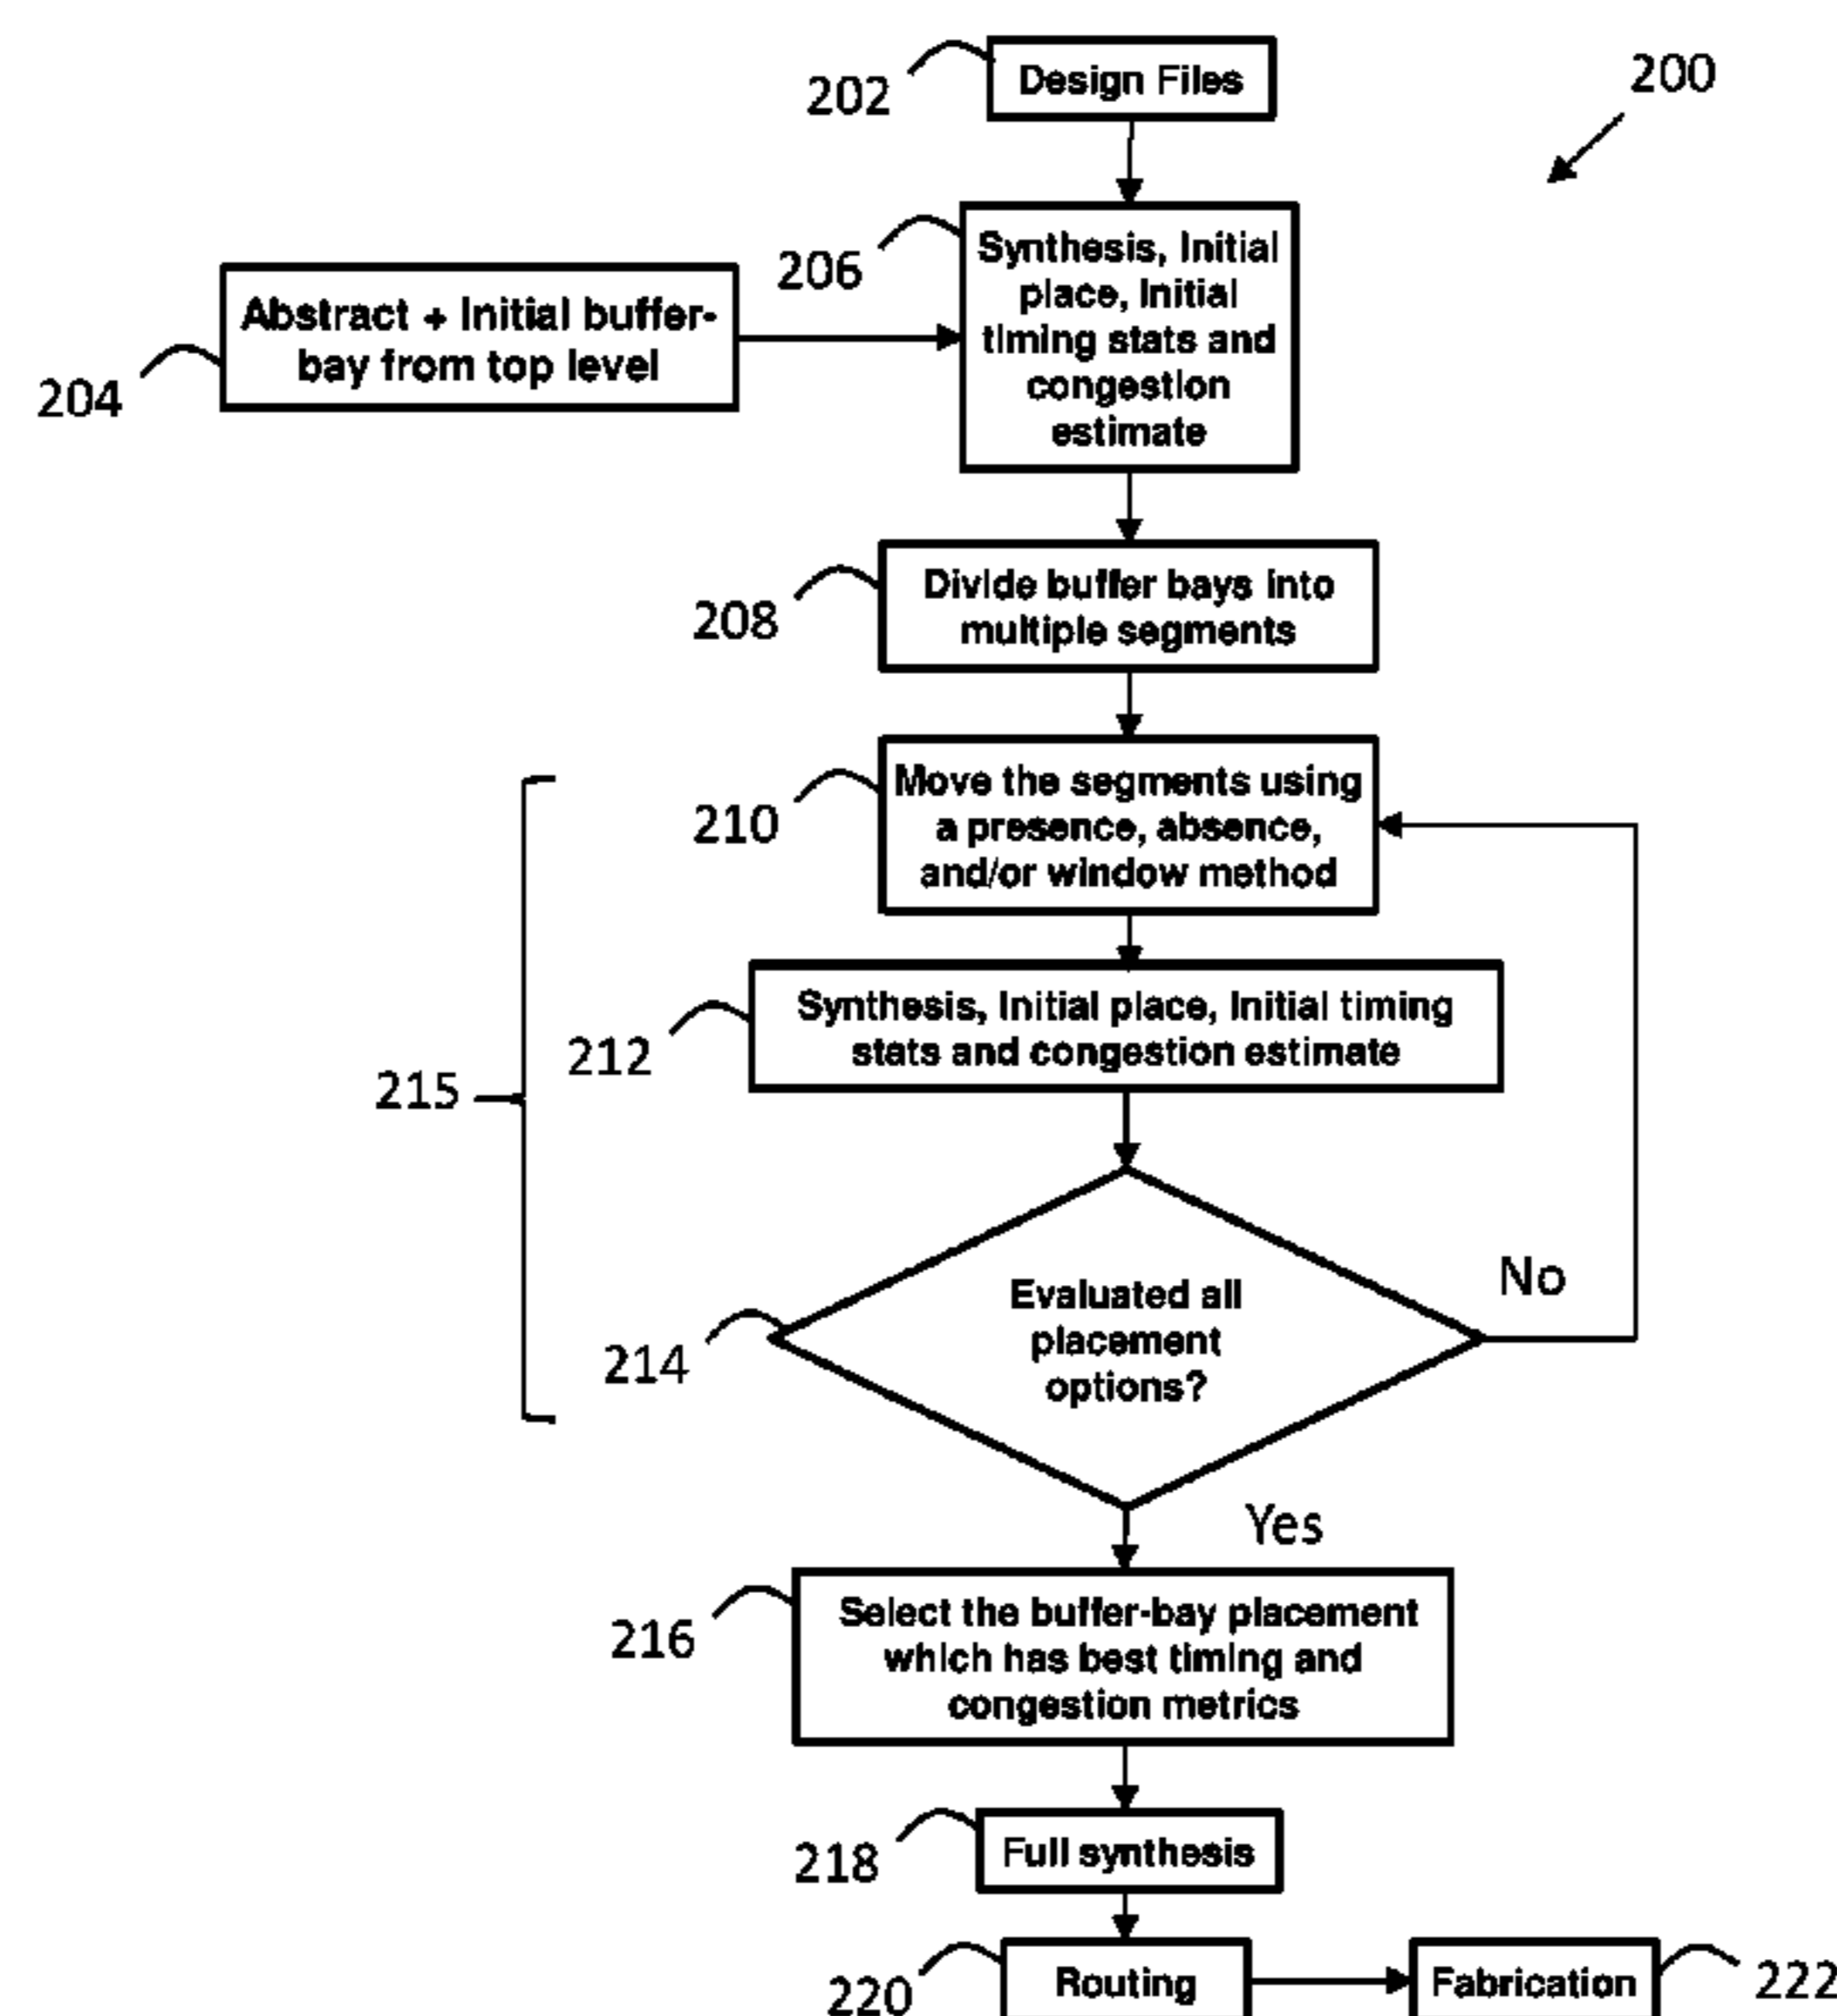 200
202
Design Files
204
Abstract + Initial buffer-
bay from top level
206
Synthesis, Initial
place, Initial
timing stats and
congestion
estimate
208
Divide buffer bays into
multiple segments
210
Move the segments using
a presence, absence,
and/or window method
212
Synthesis, Initial place, Initial timing
stats and congestion estimate
215
214
Evaluated all
placement
options?
No
Yes
216
Select the buffer-bay placement
which has best timing and
congestion metrics
218
Full synthesis
220
Routing
Fabrication
222